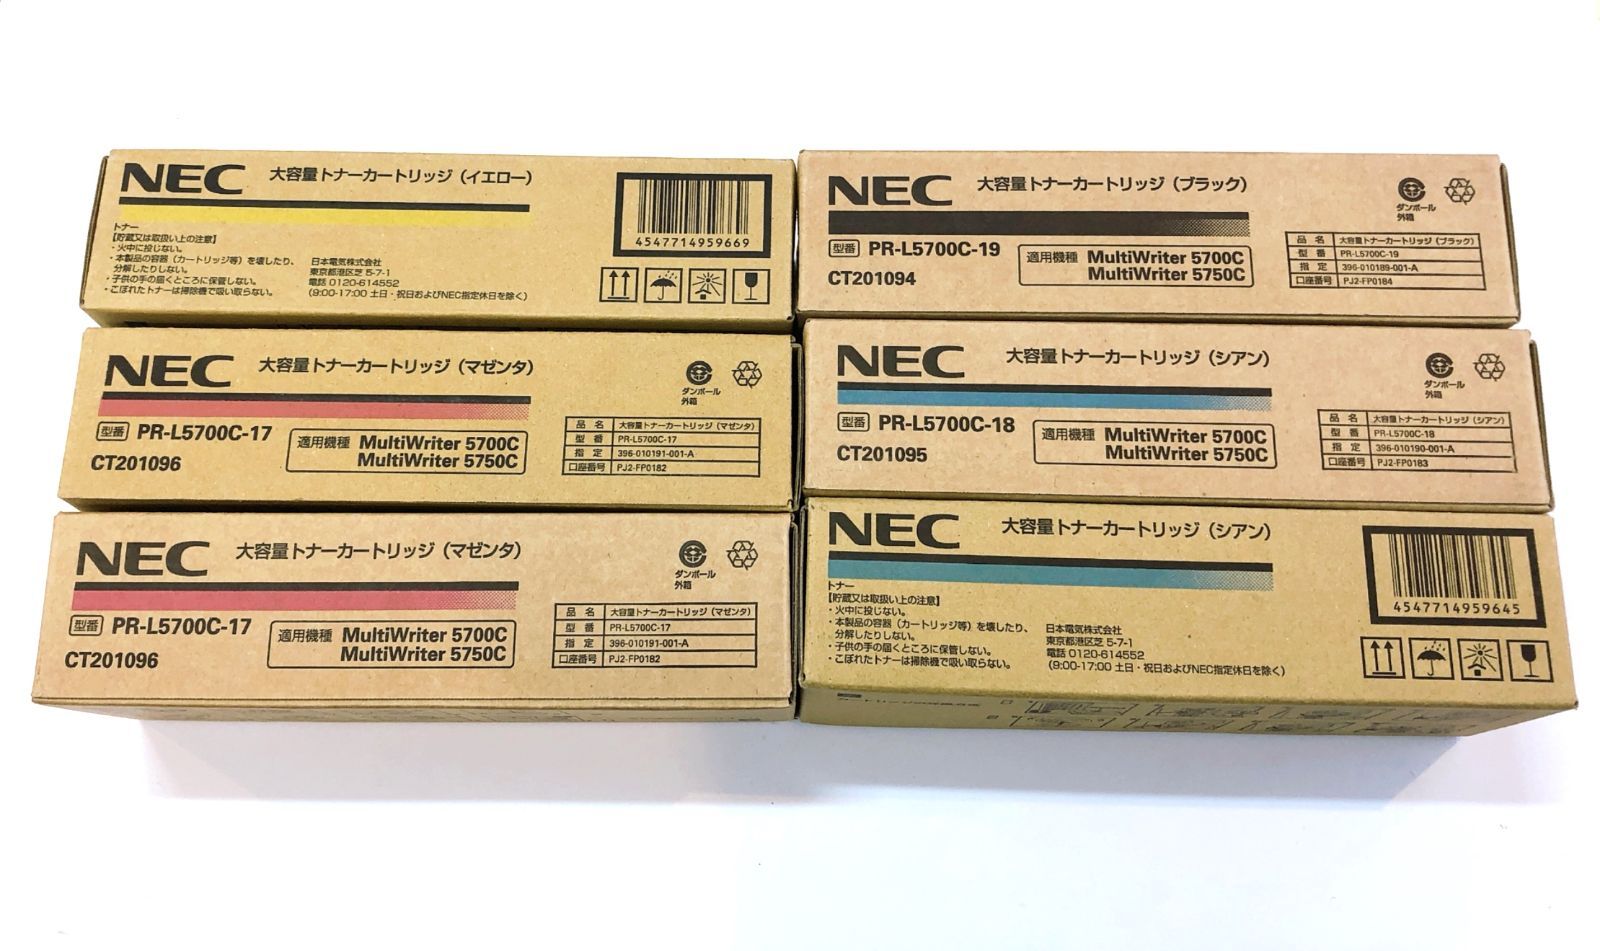 NEC 大容量トナーカートリッジ（イエロー）
トナー
【貯蔵又は取扱い上の注意】
・火中に投じない。
・本製品の容器（カートリッジ等）を壊したり、
分解したりしない。
・子供の手の届くところに保管しない。
・こぼれたトナーは掃除機で吸い取らない。
日本電気株式会社
東京都港区芝 5-7-1
電話 0120-614552
(9:00-17:00 土日・祝日およびNEC指定休日を除く）
4547714959669
NEC 大容量トナーカートリッジ（ブラック）
ダンボール
外箱
型番 PR-L5700C-19
CT201094
適用機種 MultiWriter 5700C
MultiWriter 5750C
品 名 大容量トナーカートリッジ（ブラック）
型 番 PR-L5700C-19
指 定 396-010189-001-A
口座番号 PJ2-FP0184
NEC 大容量トナーカートリッジ（マゼンタ）
ダンボール
外箱
型番 PR-L5700C-17
CT201096
適用機種 MultiWriter 5700C
MultiWriter 5750C
品 名 大容量トナーカートリッジ（マゼンタ）
型 番 PR-L5700C-17
指 定 396-010191-001-A
口座番号 PJ2-FP0182
NEC 大容量トナーカートリッジ（シアン）
ダンボール
外箱
型番 PR-L5700C-18
CT201095
適用機種 MultiWriter 5700C
MultiWriter 5750C
品 名 大容量トナーカートリッジ（シアン）
型 番 PR-L5700C-18
指 定 396-010190-001-A
口座番号 PJ2-FP0183
NEC 大容量トナーカートリッジ（マゼンタ）
ダンボール
外箱
型番 PR-L5700C-17
CT201096
適用機種 MultiWriter 5700C
MultiWriter 5750C
品 名 大容量トナーカートリッジ（マゼンタ）
型 番 PR-L5700C-17
指 定 396-010191-001-A
口座番号 PJ2-FP0182
NEC 大容量トナーカートリッジ（シアン）
トナー
【貯蔵又は取扱い上の注意】
・火中に投じない。
・本製品の容器（カートリッジ等）を壊したり、
分解したりしない。
・子供の手の届くところに保管しない。
・こぼれたトナーは掃除機で吸い取らない。
日本電気株式会社
東京都港区芝 5-7-1
電話 0120-614552
(9:00-17:00 土日・祝日およびNEC指定休日を除く）
4547714959645